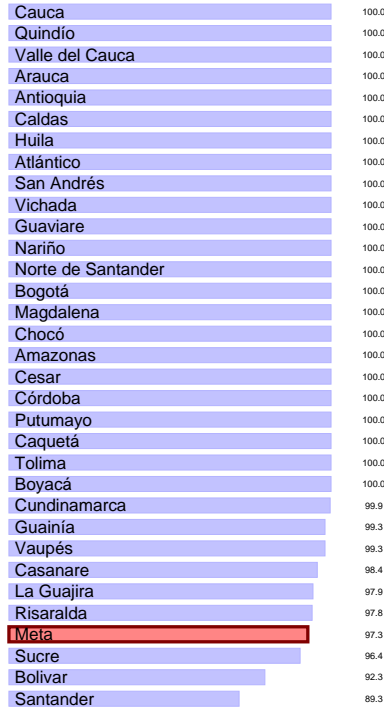 Cauca 100.0
Quindío 100.0
Valle del Cauca 100.0
Arauca 100.0
Antioquia 100.0
Caldas 100.0
Huila 100.0
Atlántico 100.0
San Andrés 100.0
Vichada 100.0
Guaviare 100.0
Nariño 100.0
Norte de Santander 100.0
Bogotá 100.0
Magdalena 100.0
Chocó 100.0
Amazonas 100.0
Cesar 100.0
Córdoba 100.0
Putumayo 100.0
Caquetá 100.0
Tolima 100.0
Boyacá 100.0
Cundinamarca 99.9
Guainía 99.3
Vaupés 99.3
Casanare 98.4
La Guajira 97.9
Risaralda 97.8
Meta 97.3
Sucre 96.4
Bolivar 92.3
Santander 89.3